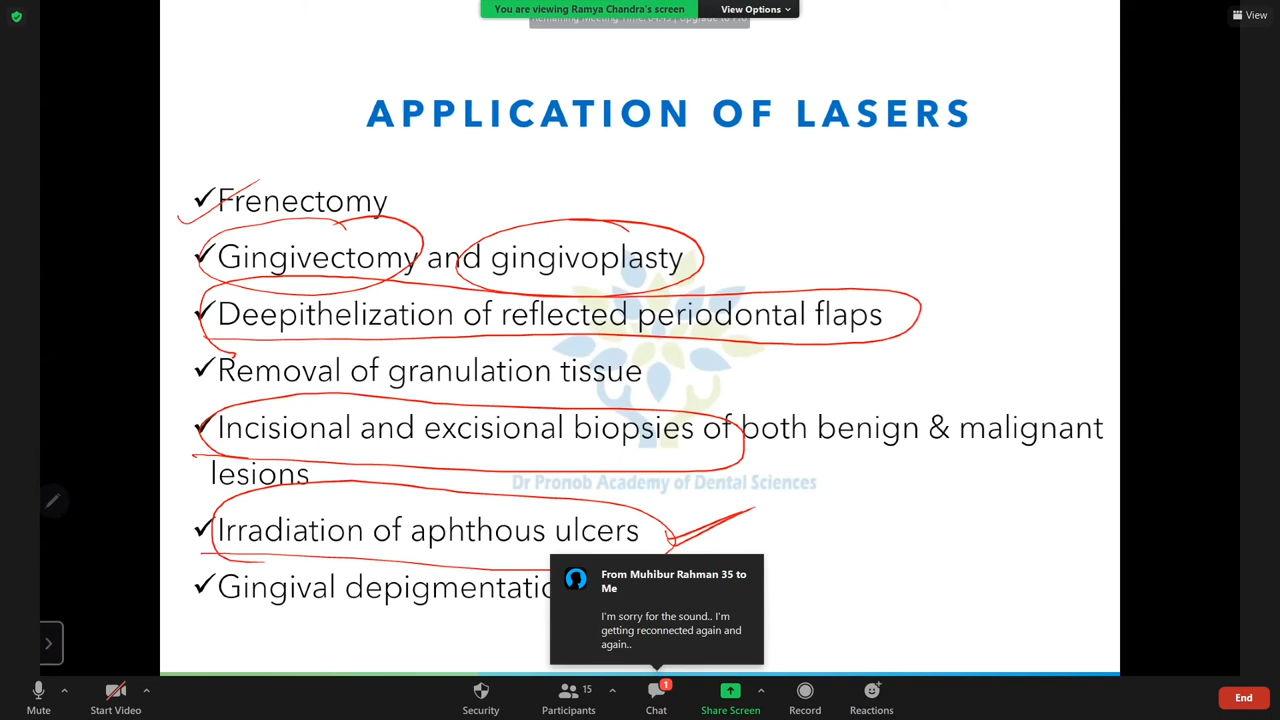 You are viewing Ramya Chandra's screen
View Options
View
APPLICATION OF LASERS
✓Frenectomy
✓Gingivectomy and gingivoplasty
✓Deepithelization of reflected periodontal flaps
✓Removal of granulation tissue
✓Incisional and excisional biopsies of both benign & malignant
lesions
Dr Pronob Academy of Dental Sciences
✓Irradiation of aphthous ulcers
✓Gingival
From Muhibur Rahman 35 to
Me
I'm sorry for the sound.. I'm
getting reconnected again and
again..
Mute
Start Video
Security
15
Participants
1
Chat
Share Screen
Record
Reactions
End